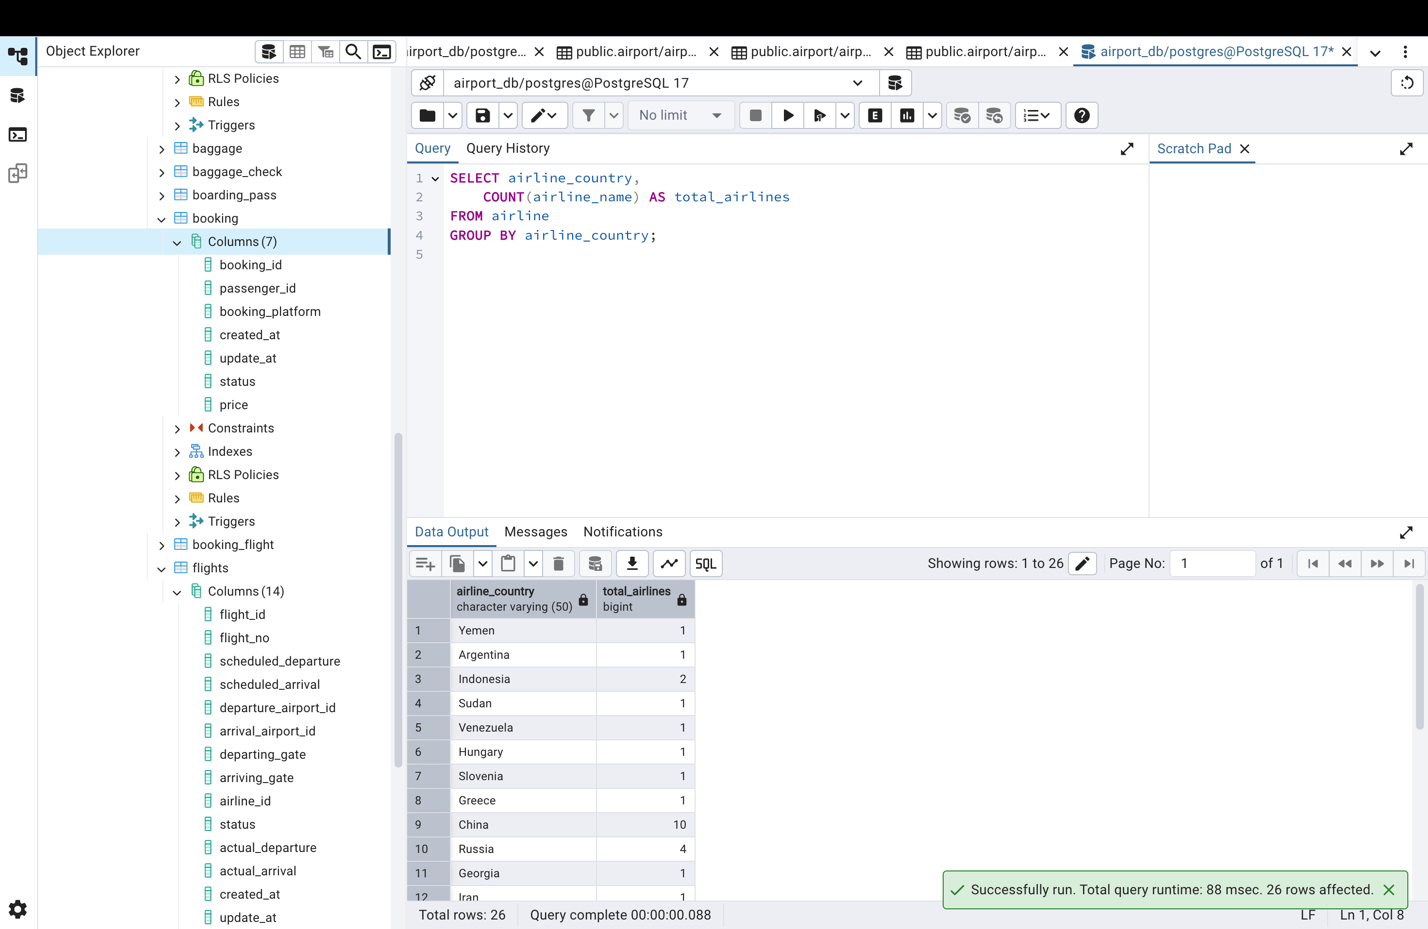 Object Explorer
RLS Policies
Rules
Triggers
baggage
baggage_check
boarding_pass
booking
Columns (7)
booking_id
passenger_id
booking_platform
created_at
update_at
status
price
Constraints
Indexes
RLS Policies
Rules
Triggers
booking_flight
flights
Columns (14)
flight_id
flight_no
scheduled_departure
scheduled_arrival
departure_airport_id
arrival_airport_id
departing_gate
arriving_gate
airline_id
status
actual_departure
actual_arrival
created_at
update_at
airport_db/postgre...
public.airport/airp...
public.airport/airp...
public.airport/airp...
airport_db/postgres@PostgreSQL 17*
airport_db/postgres@PostgreSQL 17
No limit
E
Query
Query History
Scratch Pad
1 SELECT airline_country,
2 COUNT(airline_name) AS total_airlines
3 FROM airline
4 GROUP BY airline_country;
5
Data Output
Messages
Notifications
SQL
Showing rows: 1 to 26
Page No: 1 of 1
airline_country character varying (50)
total_airlines bigint
1 Yemen 1
2 Argentina 1
3 Indonesia 2
4 Sudan 1
5 Venezuela 1
6 Hungary 1
7 Slovenia 1
8 Greece 1
9 China 10
10 Russia 4
11 Georgia 1
12 Iran 1
Successfully run. Total query runtime: 88 msec. 26 rows affected.
Total rows: 26
Query complete 00:00:00.088
LF
Ln 1, Col 8